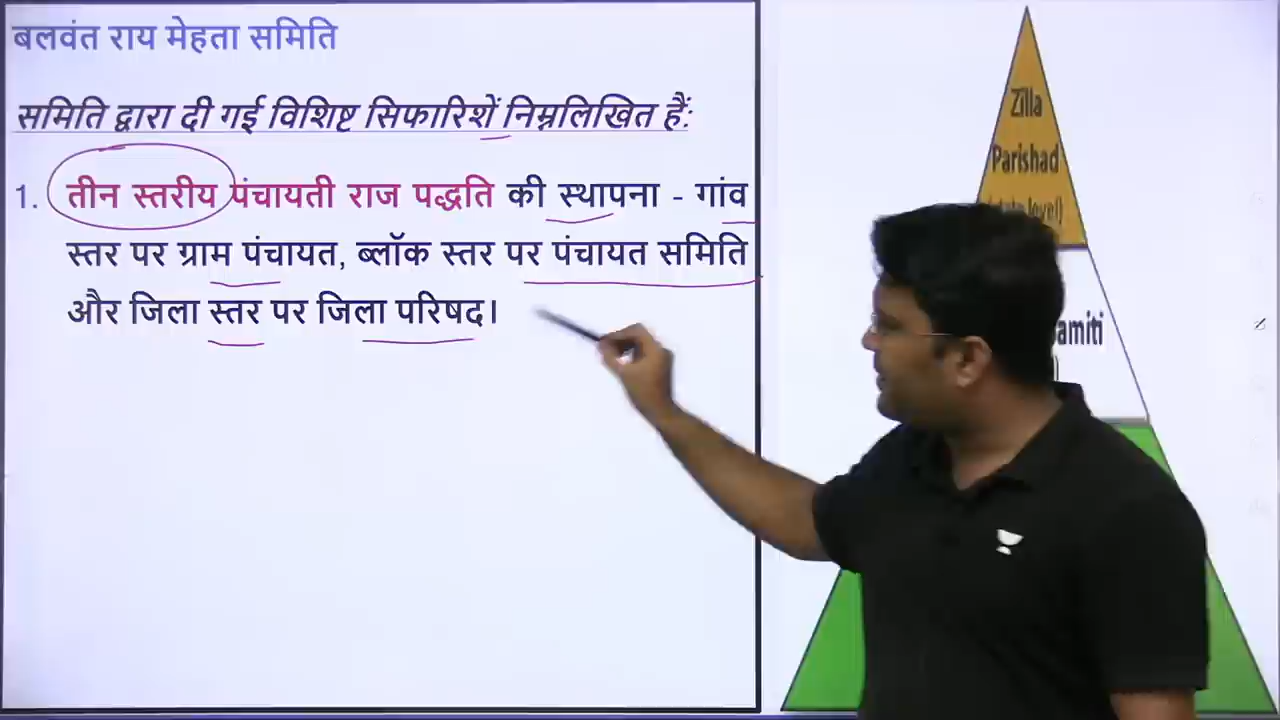 बलवंत राय मेहता समिति
समिति द्वारा दी गई विशिष्ट सिफारिशें निम्नलिखित हैं:
1. तीन स्तरीय पंचायती राज पद्धति की स्थापना - गांव
स्तर पर ग्राम पंचायत, ब्लॉक स्तर पर पंचायत समिति
और जिला स्तर पर जिला परिषद।
Zilla
Parishad
level)